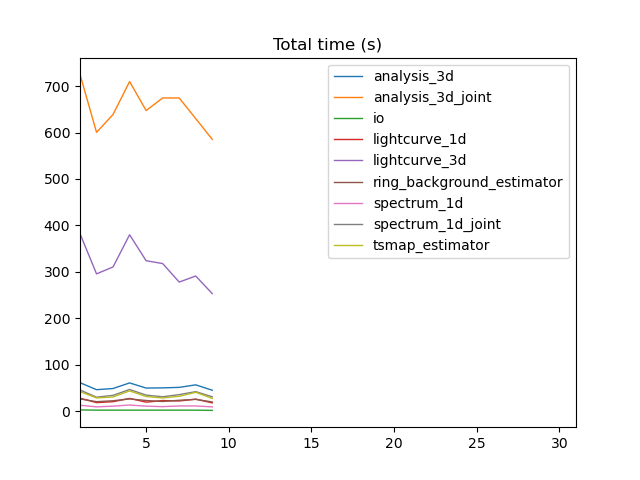 Total time (s)
analysis_3d
analysis_3d_joint
io
lightcurve_1d
lightcurve_3d
ring_background_estimator
spectrum_1d
spectrum_1d_joint
tsmap_estimator
700
600
500
400
300
200
100
0
5 10 15 20 25 30